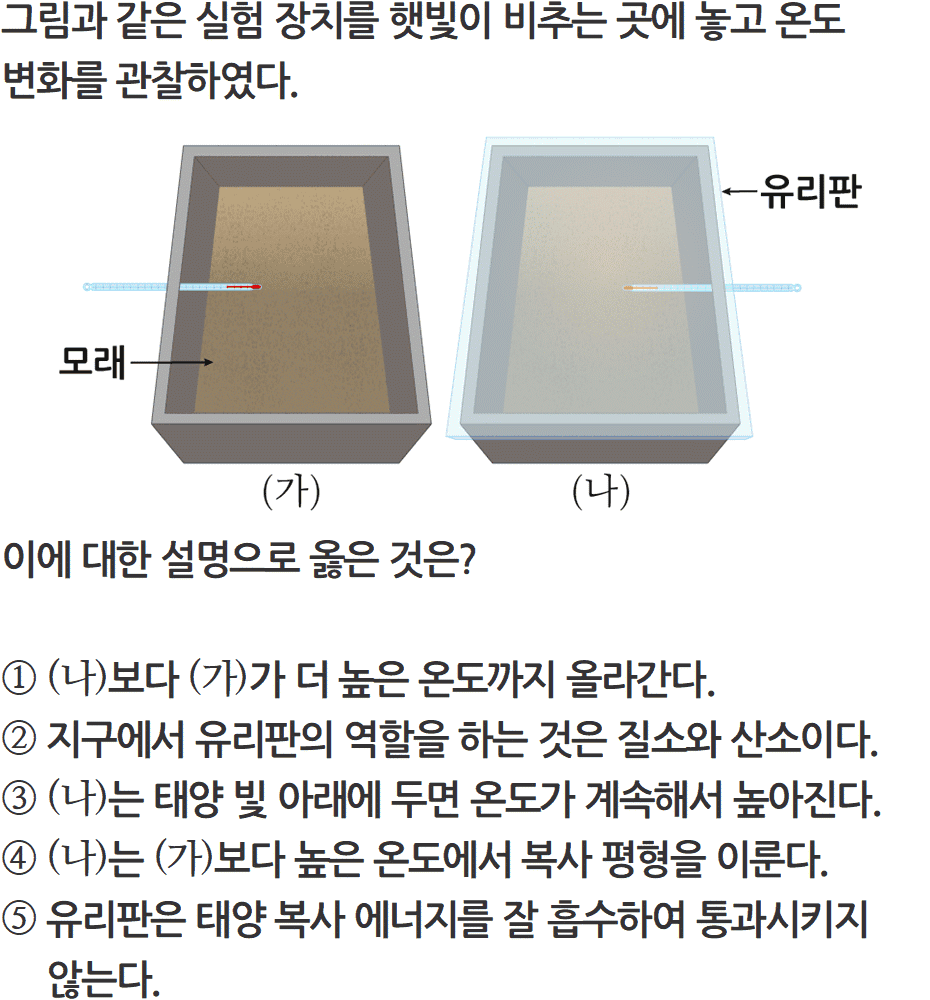 그림과 같은 실험 장치를 햇빛이 비추는 곳에 놓고 온도
변화를 관찰하였다.
유리판
모래
(가)
(나)
이에 대한 설명으로 옳은 것은?
① (나)보다 (가)가 더 높은 온도까지 올라간다.
② 지구에서 유리판의 역할을 하는 것은 질소와 산소이다.
③ (나)는 태양 빛 아래에 두면 온도가 계속해서 높아진다.
④ (나)는 (가)보다 높은 온도에서 복사 평형을 이룬다.
⑤ 유리판은 태양 복사 에너지를 잘 흡수하여 통과시키지
않는다.